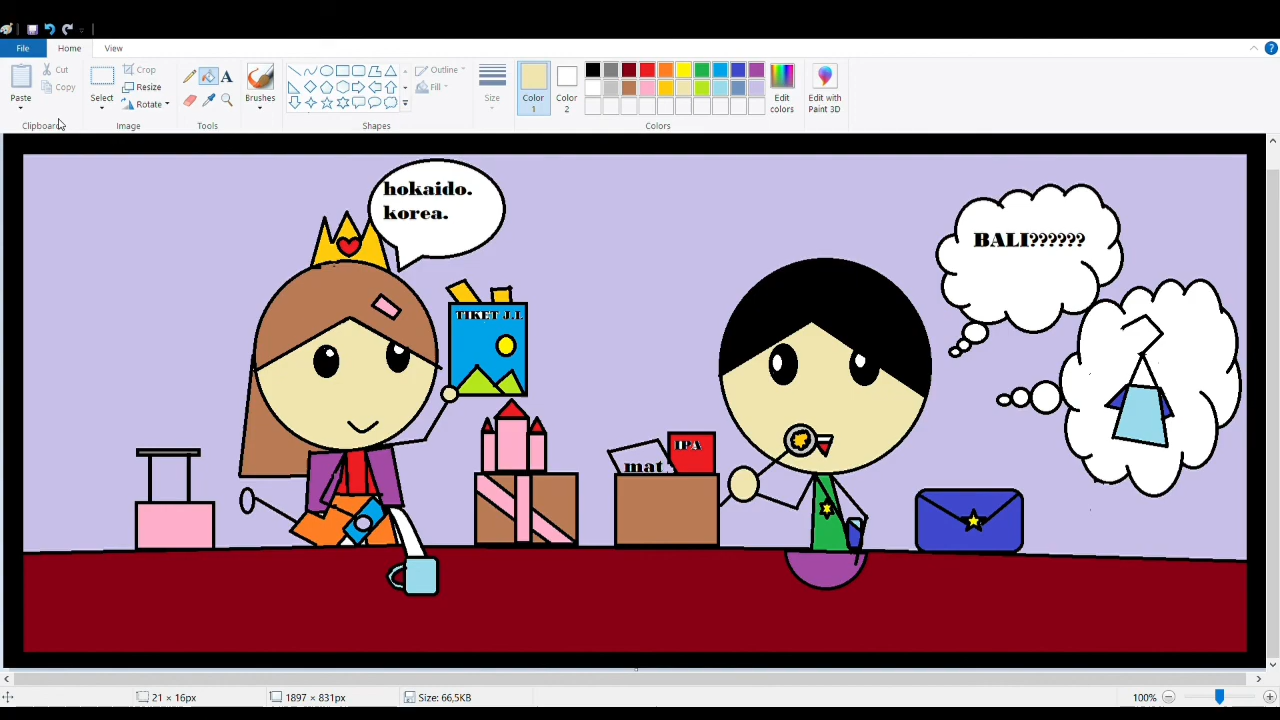 File
Home
View
Paste
Cut
Copy
Clipboard
Select
Crop
Resize
Rotate
Image
Tools
Brushes
Shapes
Outline
Fill
Size
Color
1
Color
2
Edit
colors
Colors
Edit with
Paint 3D
hokaido.
korea.
TIKET J.L
BALI??????
mat
IPA
21 × 16px
1897 × 831px
Size: 66,5KB
100%